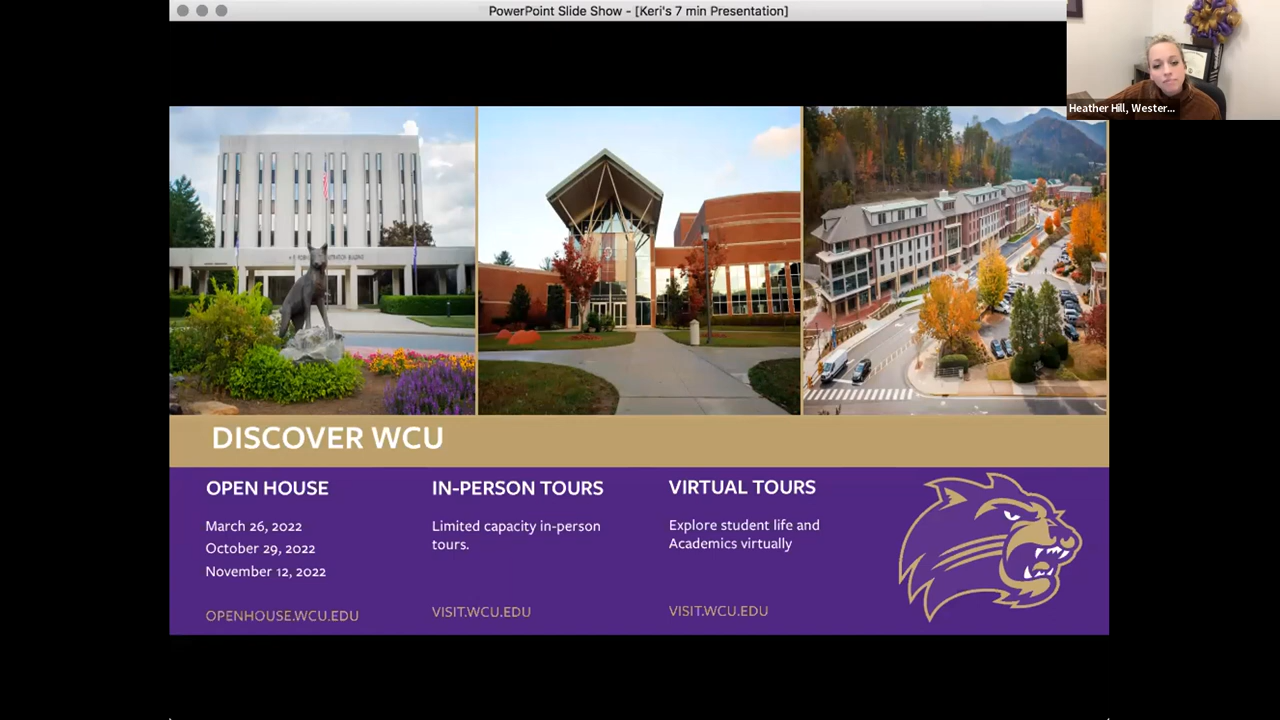 PowerPoint Slide Show - [Keri's 7 min Presentation]
Heather Hill, Wester...
DISCOVER WCU
OPEN HOUSE
March 26, 2022
October 29, 2022
November 12, 2022
OPENHOUSE.WCU.EDU
IN-PERSON TOURS
Limited capacity in-person
tours.
VISIT.WCU.EDU
VIRTUAL TOURS
Explore student life and
Academics virtually
VISIT.WCU.EDU